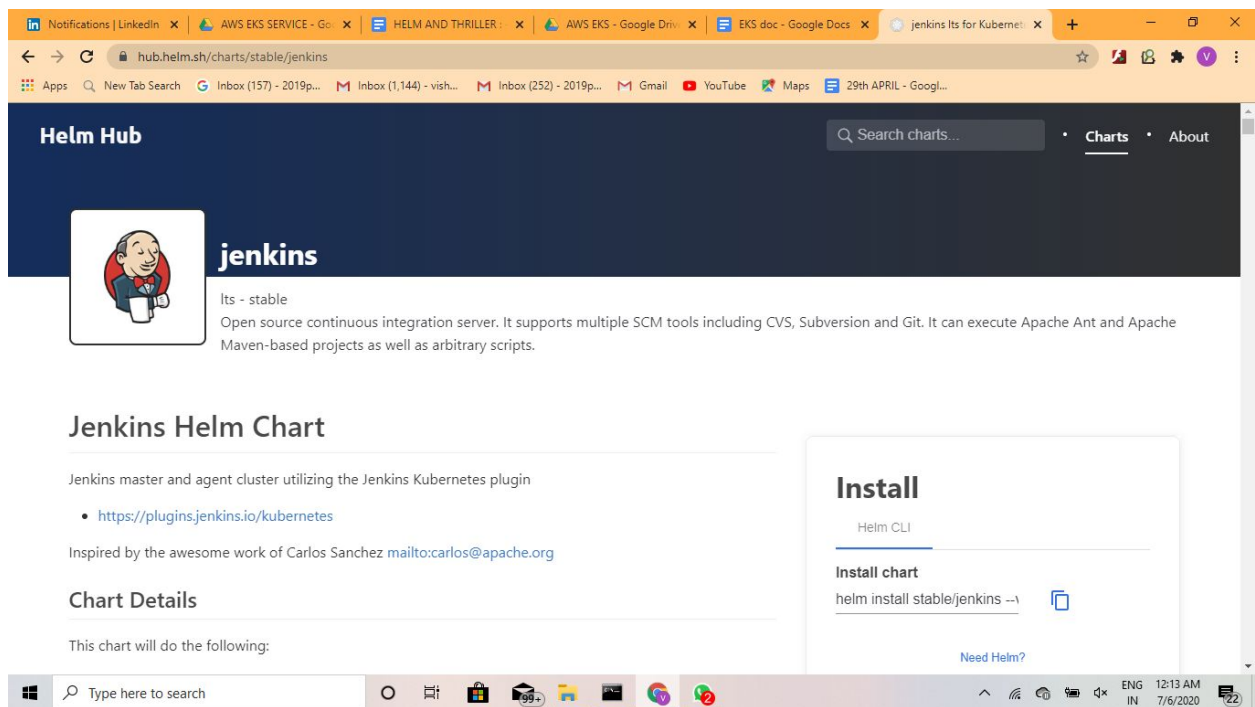 Notifications | LinkedIn
AWS EKS SERVICE - Go
HELM AND THRILLER :
AWS EKS - Google Driv
EKS doc - Google Docs
jenkins lts for Kubernet
hub.helm.sh/charts/stable/jenkins
V
Apps
New Tab Search
Inbox (157) - 2019p...
Inbox (1,144) - vish...
Inbox (252) - 2019p...
Gmail
YouTube
Maps
29th APRIL - Googl...
Helm Hub
Search charts...
Charts
About
jenkins
lts - stable
Open source continuous integration server. It supports multiple SCM tools including CVS, Subversion and Git. It can execute Apache Ant and Apache
Maven-based projects as well as arbitrary scripts.
Jenkins Helm Chart
Jenkins master and agent cluster utilizing the Jenkins Kubernetes plugin
• https://plugins.jenkins.io/kubernetes
Inspired by the awesome work of Carlos Sanchez mailto:carlos@apache.org
Chart Details
This chart will do the following:
Install
Helm CLI
Install chart
helm install stable/jenkins --v
Need Helm?
Type here to search
99+
V
2
ENG
IN
12:13 AM
7/6/2020
22